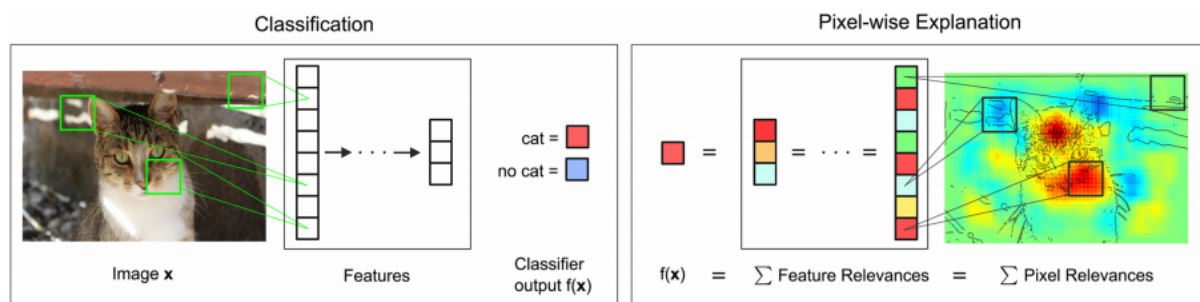 Classification
Pixel-wise Explanation
cat =
no cat =
= = · · · =
Image x
Features
Classifier
output f(x)
f(x) = ∑ Feature Relevances = ∑ Pixel Relevances